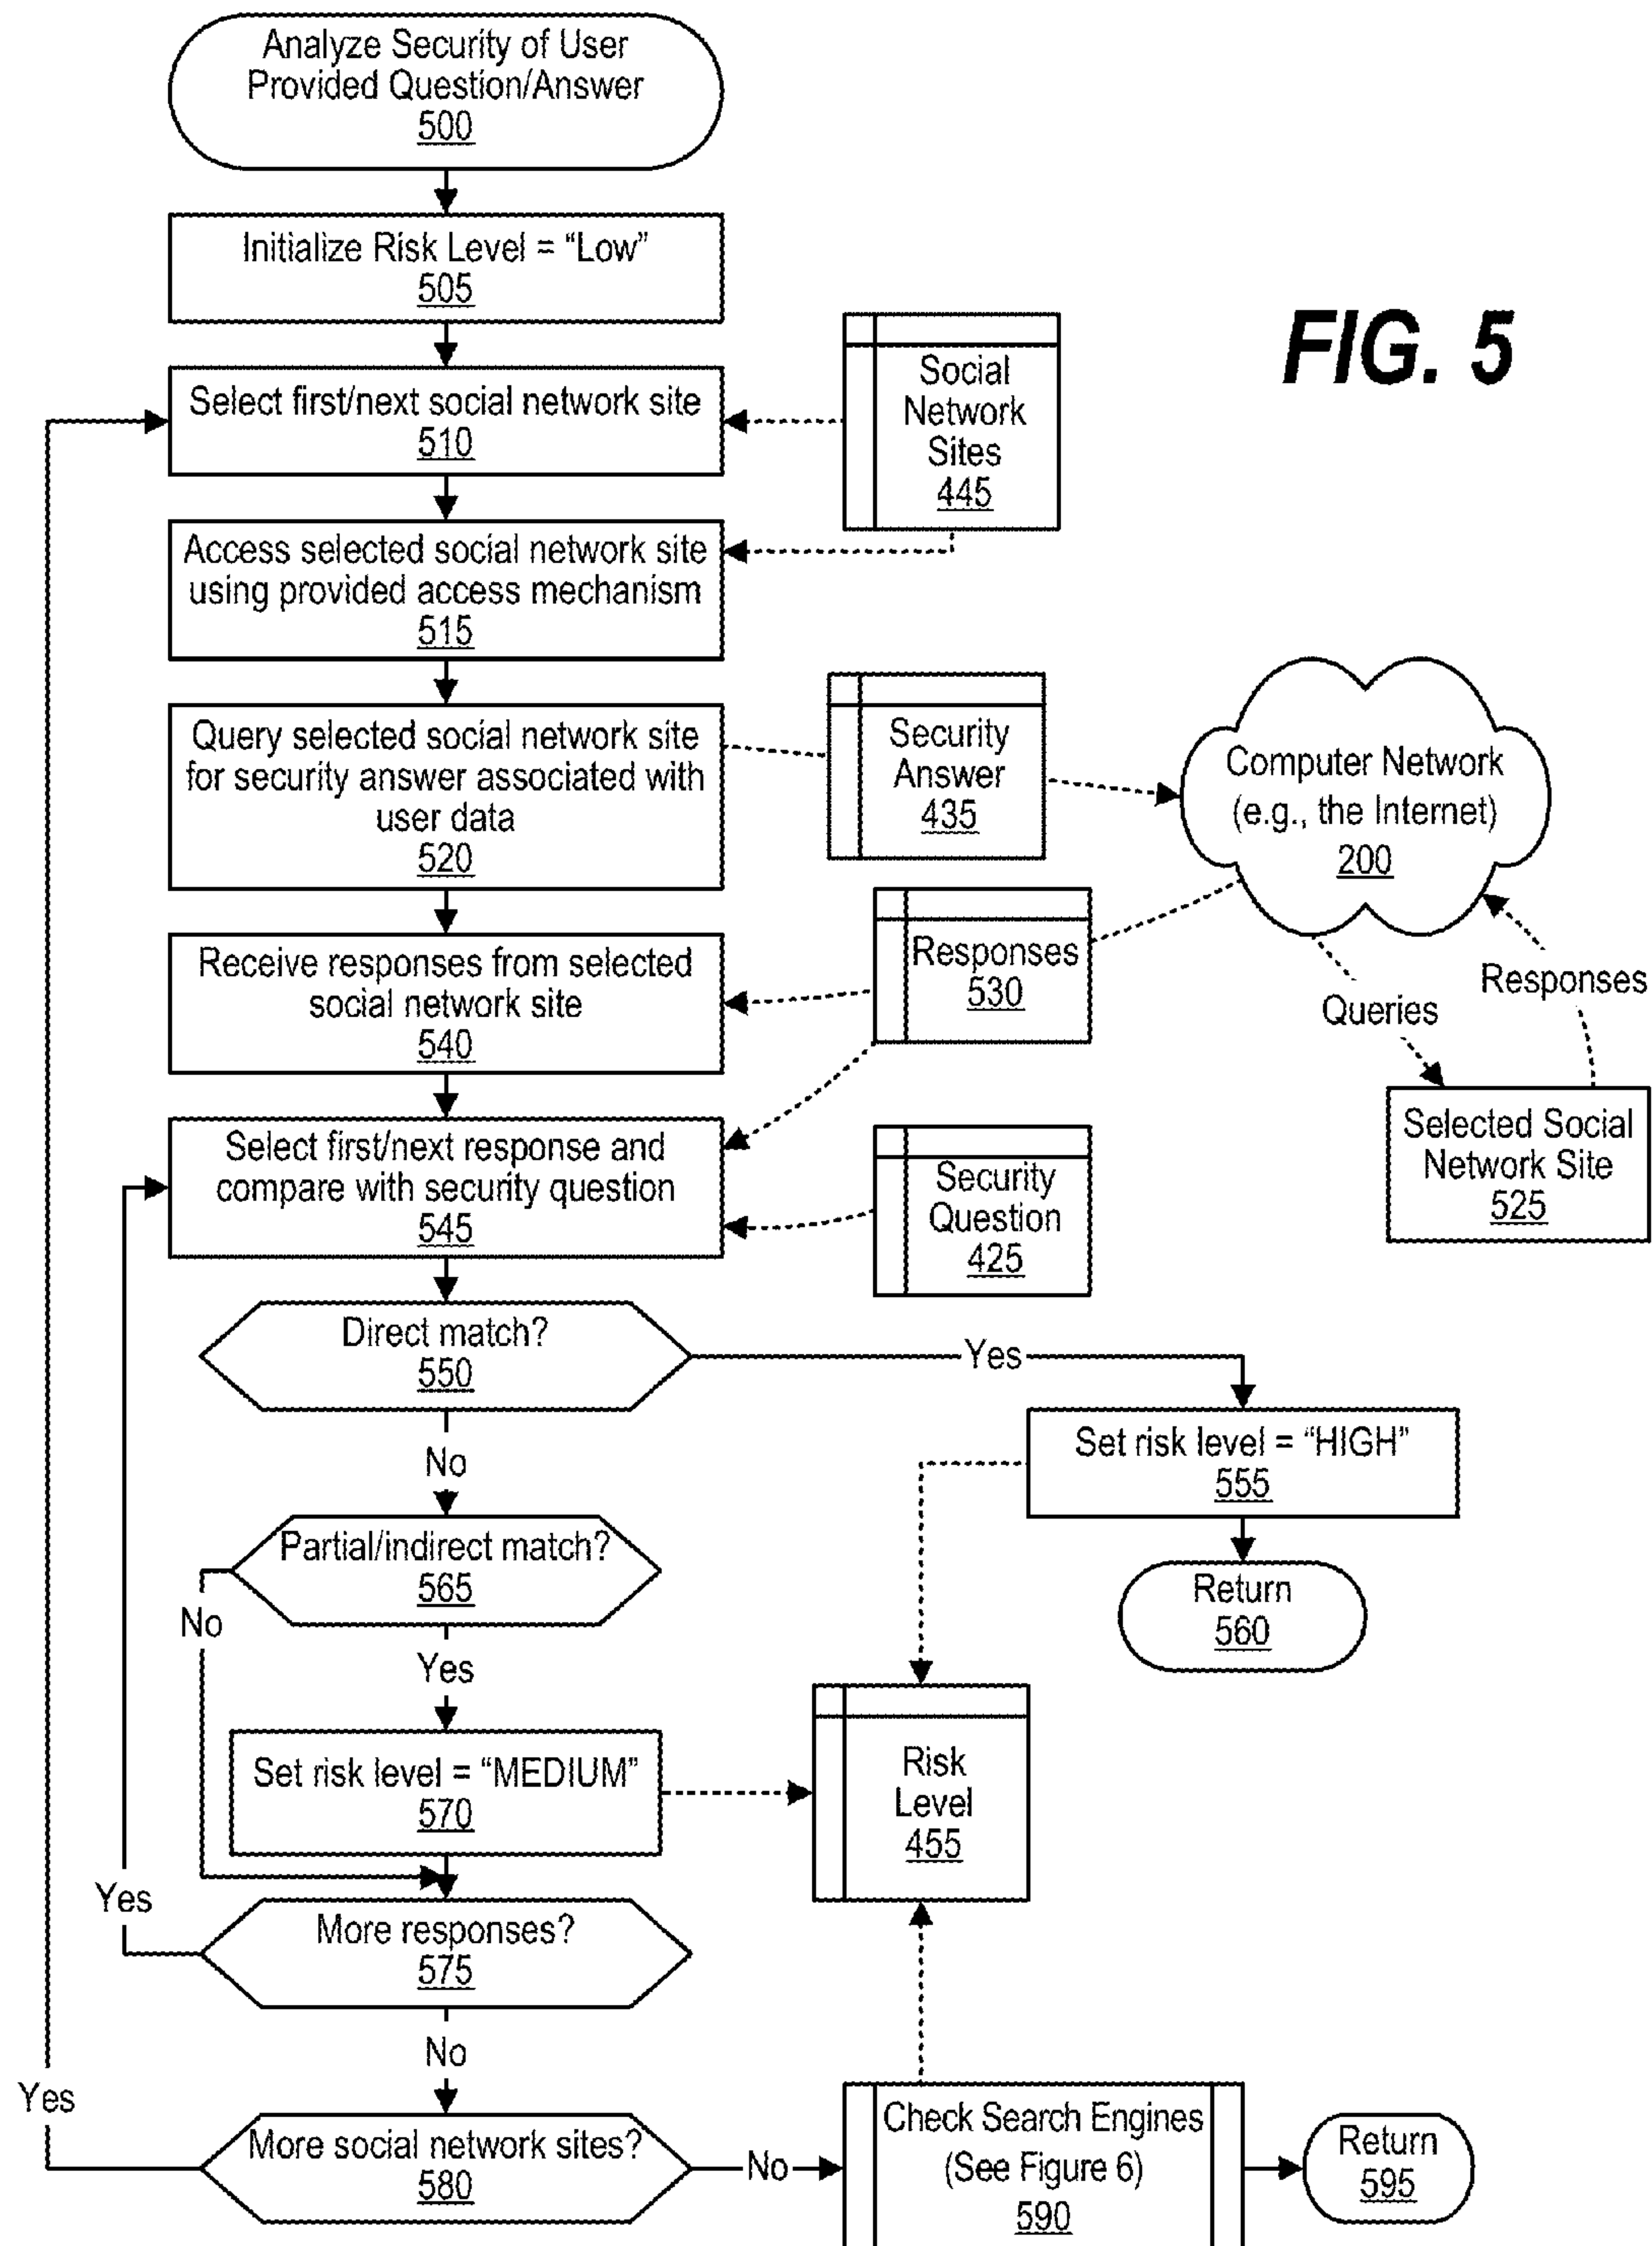 Analyze Security of User
Provided Question/Answer
500
Initialize Risk Level = “Low”
505
FIG. 5
Select first/next social network site
510
Social
Network
Sites
445
Access selected social network site
using provided access mechanism
515
Query selected social network site
for security answer associated with
user data
520
Security
Answer
435
Computer Network
(e.g., the Internet)
200
Receive responses from selected
social network site
540
Responses
530
Queries
Responses
Selected Social
Network Site
525
Select first/next response and
compare with security question
545
Security
Question
425
Direct match?
550
Yes
No
Set risk level = “HIGH”
555
Return
560
Partial/indirect match?
565
No
Yes
Set risk level = “MEDIUM”
570
Risk
Level
455
Yes
More responses?
575
No
Yes
More social network sites?
580
No
Check Search Engines
(See Figure 6)
590
Return
595